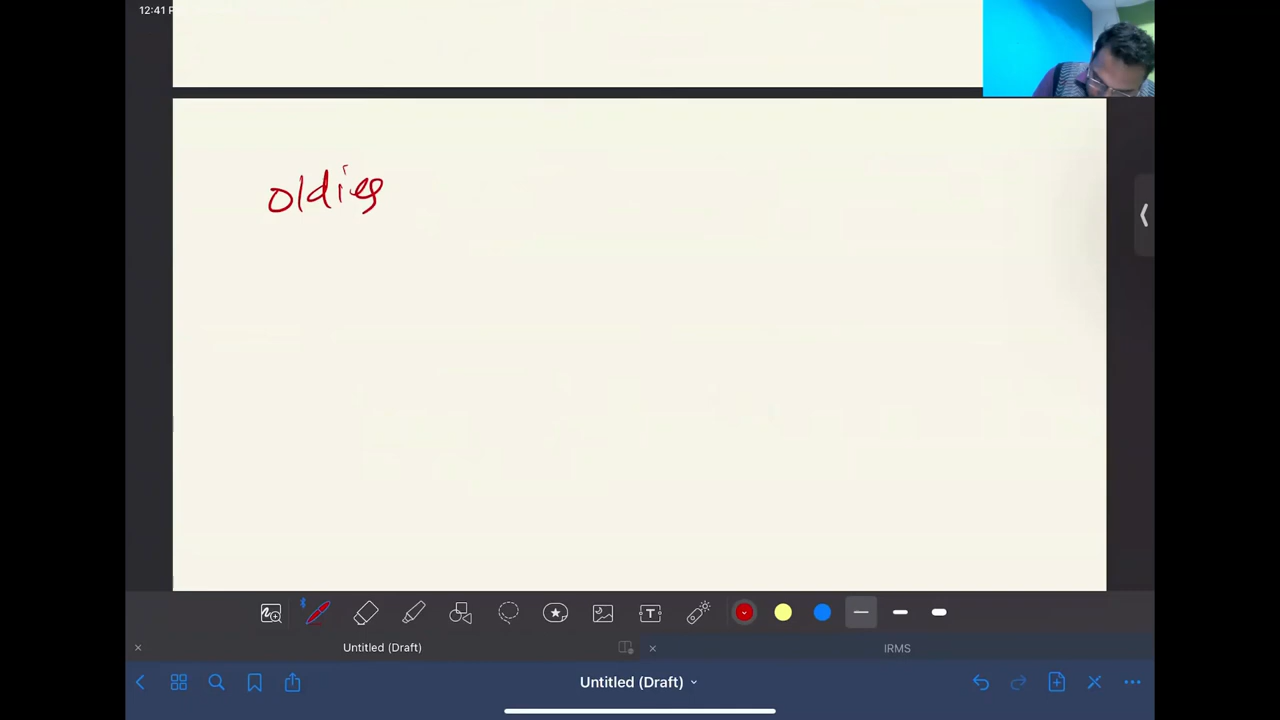 12:41 P
oldies
Untitled (Draft)
IRMS
Untitled (Draft)